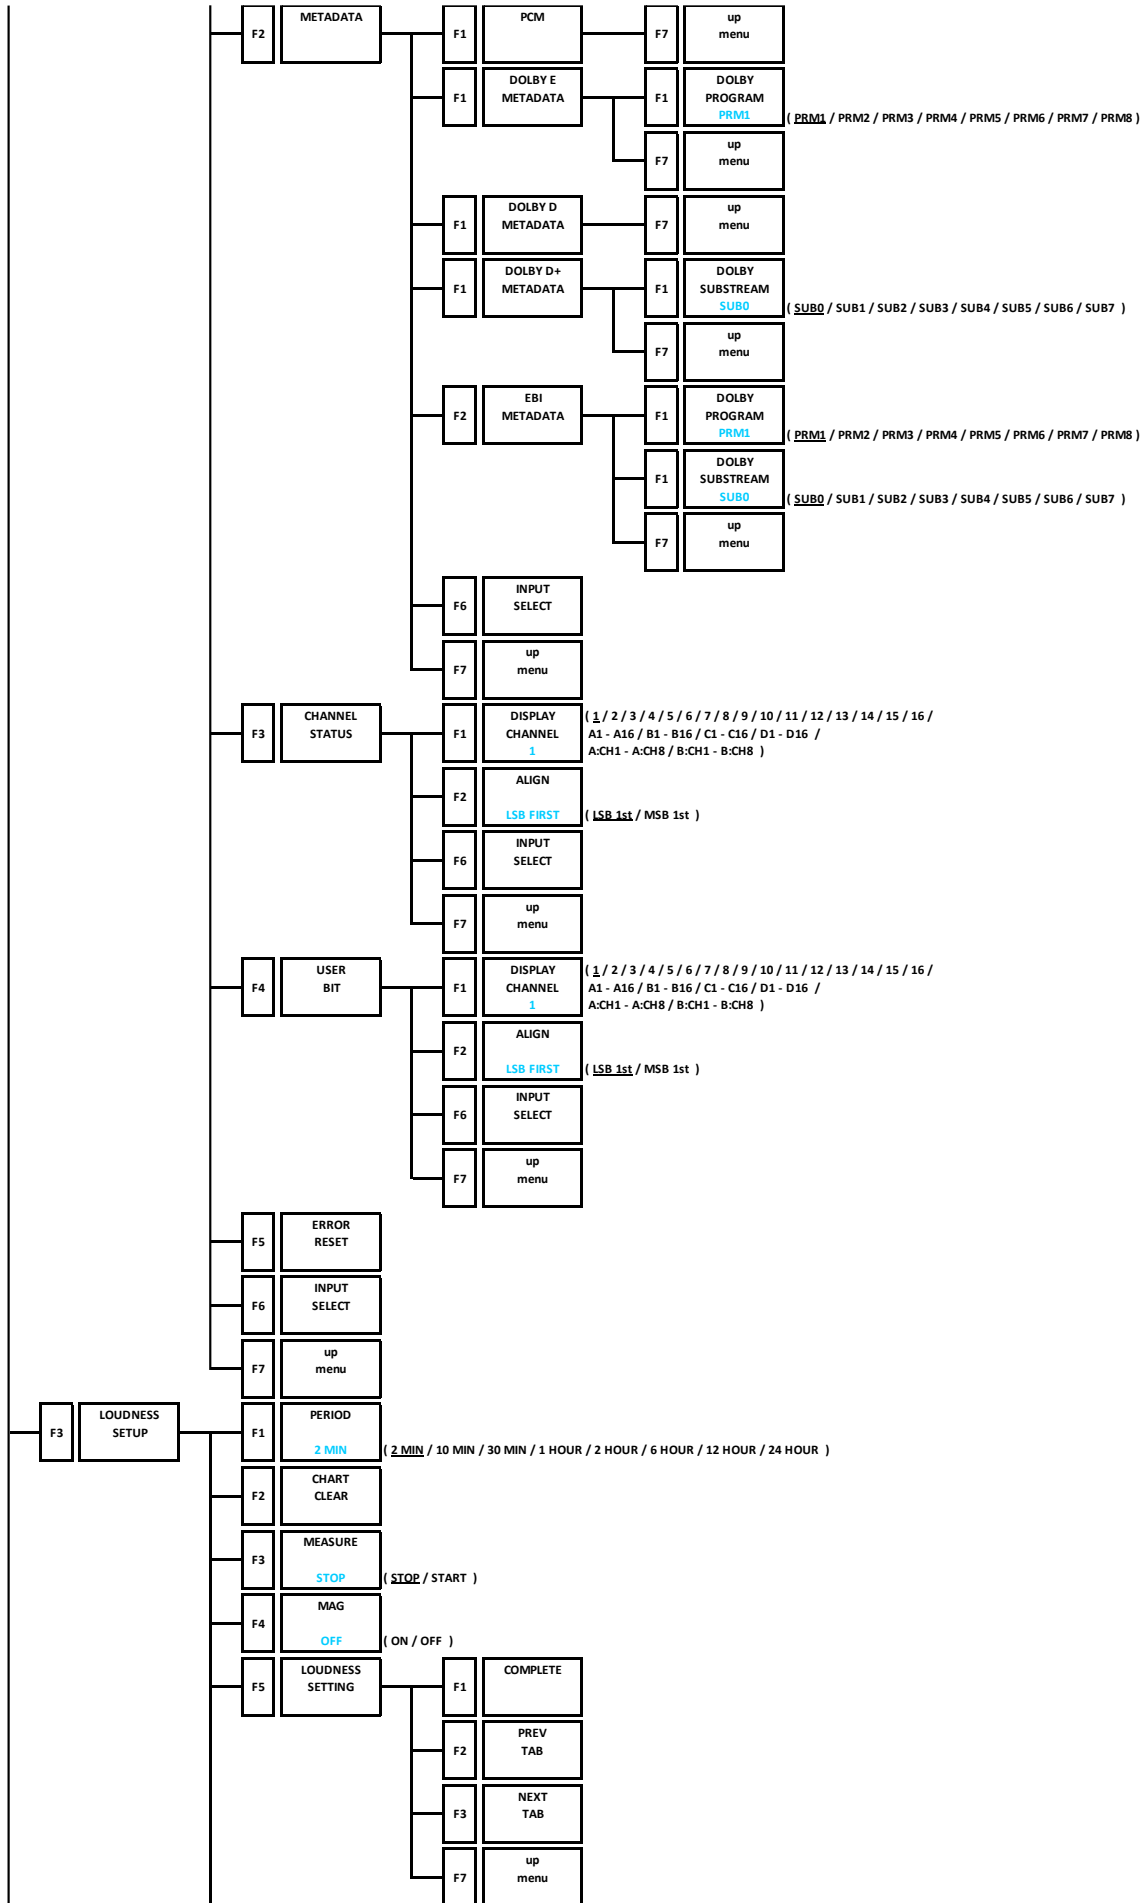 F2
METADATA
F1
PCM
F7
up
menu
F1
DOLBY E
METADATA
F1
DOLBY
PROGRAM
PRM1
( PRM1 / PRM2 / PRM3 / PRM4 / PRM5 / PRM6 / PRM7 / PRM8 )
F7
up
menu
F1
DOLBY D
METADATA
F7
up
menu
F1
DOLBY D+
METADATA
F1
DOLBY
SUBSTREAM
SUB0
( SUB0 / SUB1 / SUB2 / SUB3 / SUB4 / SUB5 / SUB6 / SUB7 )
F7
up
menu
F2
EBI
METADATA
F1
DOLBY
PROGRAM
PRM1
( PRM1 / PRM2 / PRM3 / PRM4 / PRM5 / PRM6 / PRM7 / PRM8 )
F1
DOLBY
SUBSTREAM
SUB0
( SUB0 / SUB1 / SUB2 / SUB3 / SUB4 / SUB5 / SUB6 / SUB7 )
F7
up
menu
F6
INPUT
SELECT
F7
up
menu
F3
CHANNEL
STATUS
F1
DISPLAY
CHANNEL
1
( 1 / 2 / 3 / 4 / 5 / 6 / 7 / 8 / 9 / 10 / 11 / 12 / 13 / 14 / 15 / 16 /
A1 - A16 / B1 - B16 / C1 - C16 / D1 - D16 /
A:CH1 - A:CH8 / B:CH1 - B:CH8 )
F2
ALIGN
LSB FIRST
( LSB 1st / MSB 1st )
F6
INPUT
SELECT
F7
up
menu
F4
USER
BIT
F1
DISPLAY
CHANNEL
1
( 1 / 2 / 3 / 4 / 5 / 6 / 7 / 8 / 9 / 10 / 11 / 12 / 13 / 14 / 15 / 16 /
A1 - A16 / B1 - B16 / C1 - C16 / D1 - D16 /
A:CH1 - A:CH8 / B:CH1 - B:CH8 )
F2
ALIGN
LSB FIRST
( LSB 1st / MSB 1st )
F6
INPUT
SELECT
F7
up
menu
F5
ERROR
RESET
F6
INPUT
SELECT
F7
up
menu
F3
LOUDNESS
SETUP
F1
PERIOD
2 MIN
( 2 MIN / 10 MIN / 30 MIN / 1 HOUR / 2 HOUR / 6 HOUR / 12 HOUR / 24 HOUR )
F2
CHART
CLEAR
F3
MEASURE
STOP
( STOP / START )
F4
MAG
OFF
( ON / OFF )
F5
LOUDNESS
SETTING
F1
COMPLETE
F2
PREV
TAB
F3
NEXT
TAB
F7
up
menu